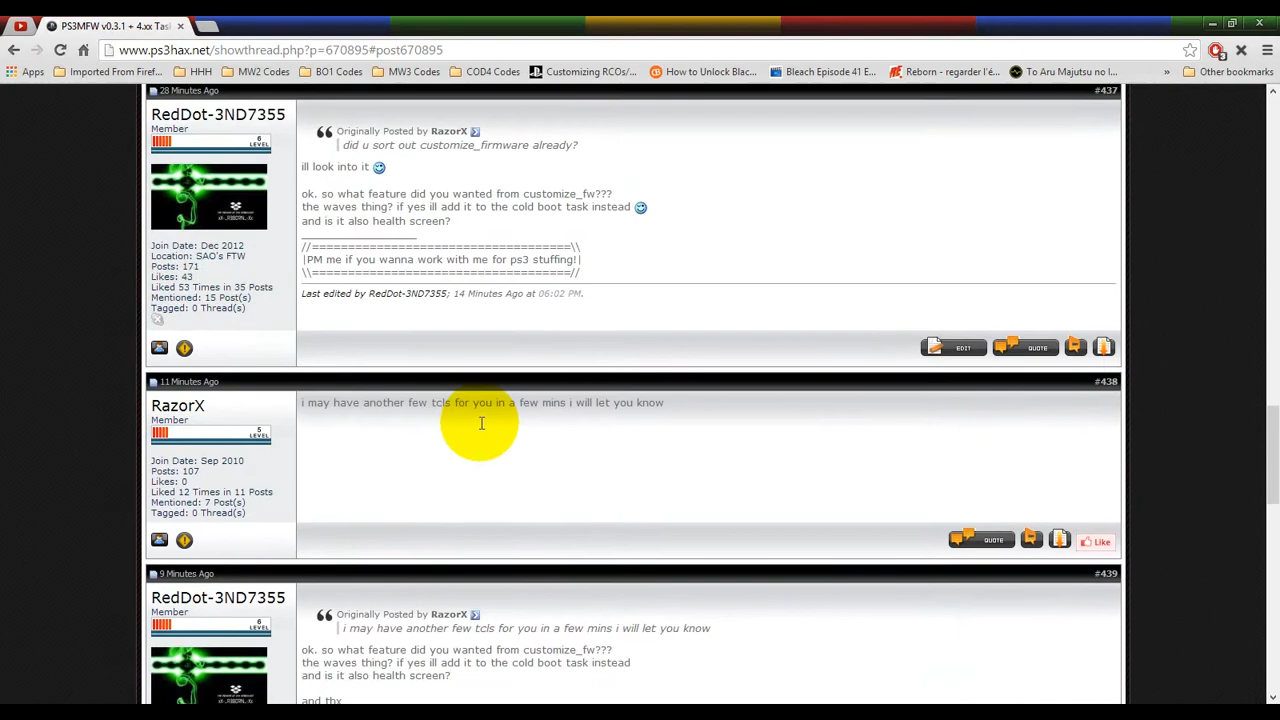 PS3MFW v0.3.1 + 4.xx Tas
www.ps3hax.net/showthread.php?p=670895#post670895
3
Apps Imported From Firef... HHH MW2 Codes BO1 Codes MW3 Codes COD4 Codes Customizing RCOs/... How to Unlock Blac... Bleach Episode 41 E... Reborn - regarder l'é... To Aru Majutsu no I... » Other bookmarks
28 Minutes Ago #437
RedDot-3ND7355
Member
6
LEVEL
Originally Posted by RazorX
did u sort out customize_firmware already?
ill look into it
ok. so what feature did you wanted from customize_fw???
the waves thing? if yes ill add it to the cold boot task instead
and is it also health screen?
//====================================\\
|PM me if you wanna work with me for ps3 stuffing!|
\\====================================//
Last edited by RedDot-3ND7355; 14 Minutes Ago at 06:02 PM.
Join Date: Dec 2012
Location: SAO's FTW
Posts: 171
Likes: 43
Liked 53 Times in 35 Posts
Mentioned: 15 Post(s)
Tagged: 0 Thread(s)
EDIT QUOTE
11 Minutes Ago #438
RazorX
Member
5
LEVEL
i may have another few tcls for you in a few mins i will let you know
Join Date: Sep 2010
Posts: 107
Likes: 0
Liked 12 Times in 11 Posts
Mentioned: 7 Post(s)
Tagged: 0 Thread(s)
QUOTE Like
9 Minutes Ago #439
RedDot-3ND7355
Member
6
LEVEL
Originally Posted by RazorX
i may have another few tcls for you in a few mins i will let you know
ok. so what feature did you wanted from customize_fw???
the waves thing? if yes ill add it to the cold boot task instead
and is it also health screen?
and thx